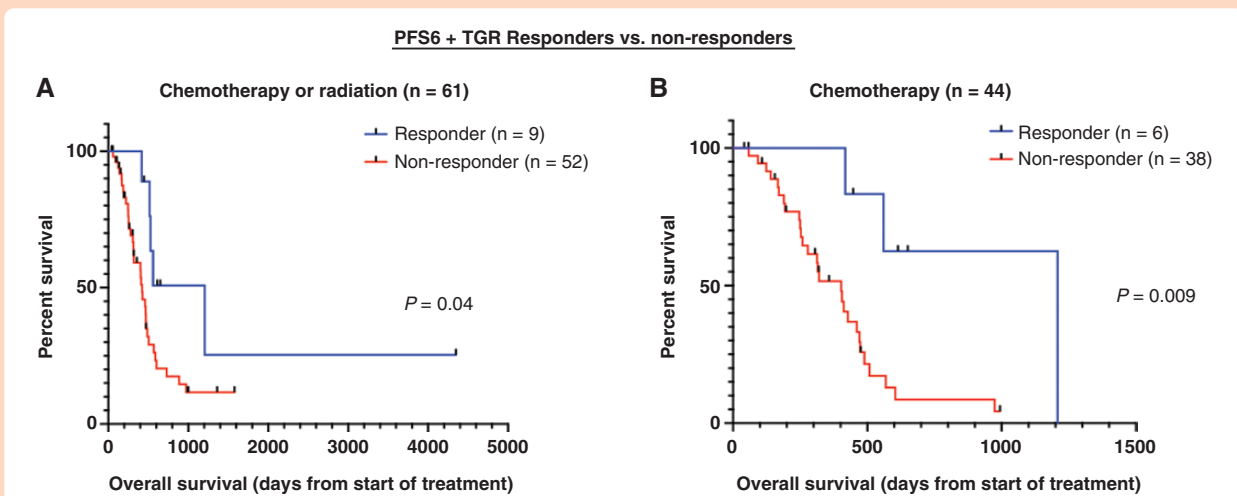 PFS6 + TGR Responders vs. non-responders
A
Chemotherapy or radiation (n = 61)
Responder (n = 9)
Non-responder (n = 52)
100
50
0
Percent survival
P = 0.04
0 1000 2000 3000 4000 5000
Overall survival (days from start of treatment)
B
Chemotherapy (n = 44)
Responder (n = 6)
Non-responder (n = 38)
100
50
0
Percent survival
P = 0.009
0 500 1000 1500
Overall survival (days from start of treatment)